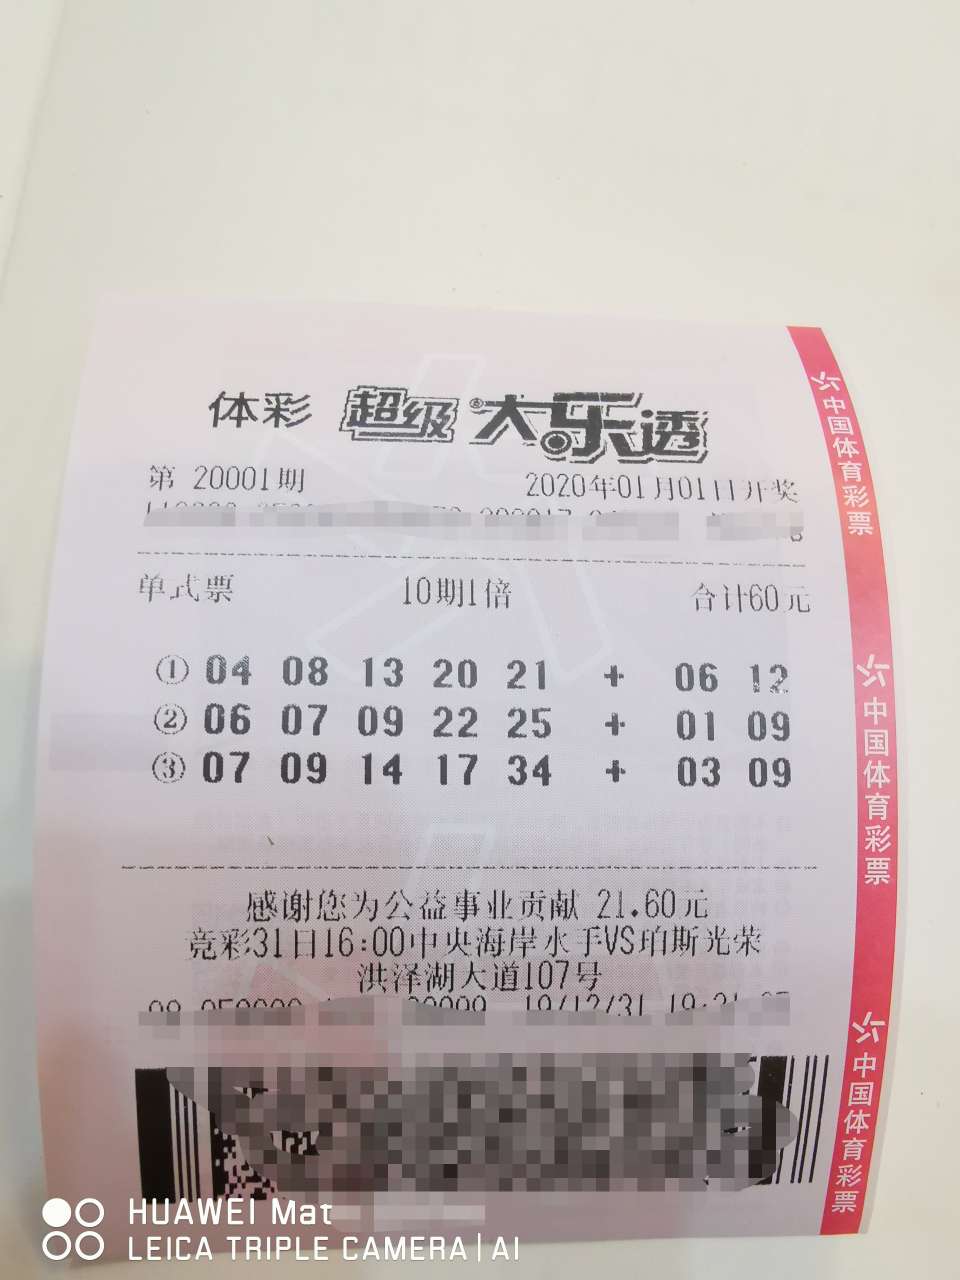 体彩 超级大乐透
第 20001期 2020年01月01日开奖
单式票 10期1倍 合计60元
① 04 08 13 20 21 + 06 12
② 06 07 09 22 25 + 01 09
③ 07 09 14 17 34 + 03 09
感谢您为公益事业贡献 21.60元
竞彩31日16:00中央海岸水手VS珀斯光荣
洪泽湖大道107号
19/12/31
中国体育彩票
中国体育彩票
中国体育彩票
HUAWEI Mat
LEICA TRIPLE CAMERA | AI